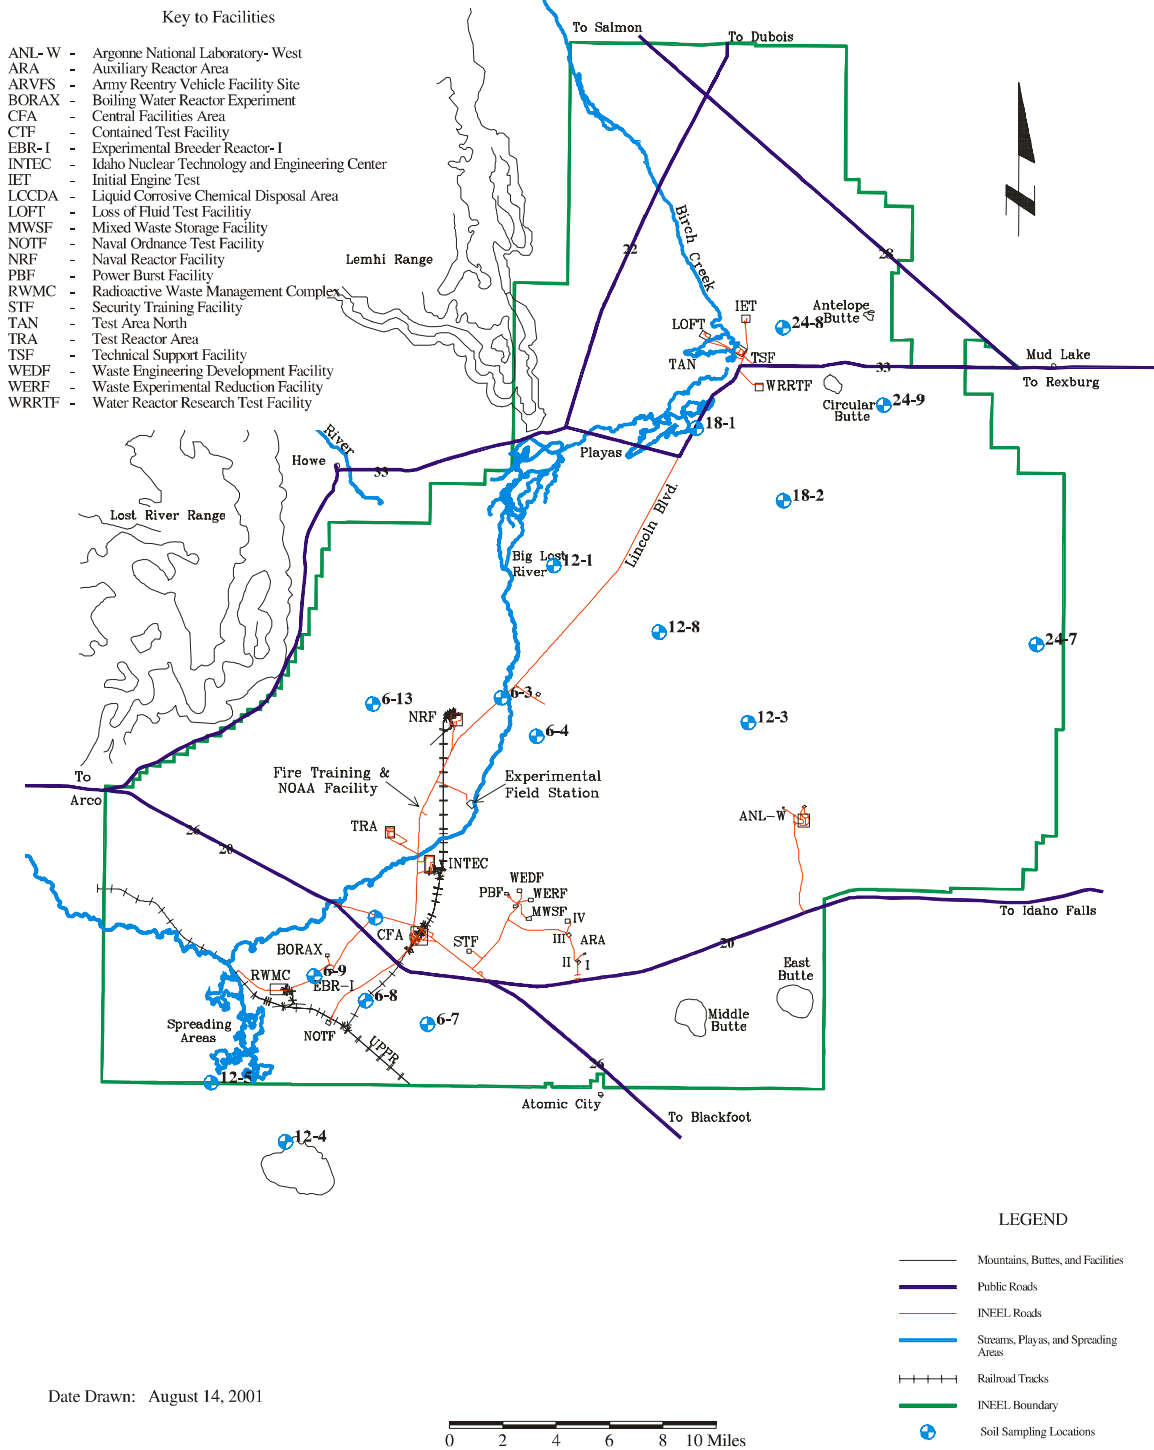 Key to Facilities
ANL-W - Argonne National Laboratory-West
ARA - Auxiliary Reactor Area
ARVFS - Army Reentry Vehicle Facility Site
BORAX - Boiling Water Reactor Experiment
CFA - Central Facilities Area
CTF - Contained Test Facility
EBR-I - Experimental Breeder Reactor-I
INTEC - Idaho Nuclear Technology and Engineering Center
IET - Initial Engine Test
LCCDA - Liquid Corrosive Chemical Disposal Area
LOFT - Loss of Fluid Test Facillitiy
MWSF - Mixed Waste Storage Facility
NOTF - Naval Ordnance Test Facility
NRF - Naval Reactor Facility
PBF - Power Burst Facility
RWMC - Radioactive Waste Management Complex
STF - Security Training Facility
TAN - Test Area North
TRA - Test Reactor Area
TSF - Technical Support Facility
WEDF - Waste Engineering Development Facility
WERF - Waste Experimental Reduction Facility
WRRTF - Water Reactor Research Test Facility
To Salmon
To Dubois
Birch Creek
22
28
Lemhi Range
IET
LOFT
24-8
Antelope
Butte
TAN
TSF
33
Mud Lake
To Rexburg
WRRTF
Circular
Butte
24-9
18-1
Playas
River
Howe
33
18-2
Lost River Range
Lincoln Blvd.
Big Lost
River
12-1
12-8
24-7
6-13
6-3
NRF
6-4
12-3
To
Arco
Fire Training &
NOAA Facility
Experimental
Field Station
26
20
TRA
ANL-W
INTEC
WEDF
PBF
WERF
MWSF
IV
CFA
III
ARA
STF
II
I
To Idaho Falls
20
BORAX
RWMC
6-9
EBR-I
East
Butte
6-8
Spreading
Areas
NOTF
6-7
Middle
Butte
UPPR
12-5
26
Atomic City
To Blackfoot
12-4
LEGEND
Mountains, Buttes, and Facilities
Public Roads
INEEL Roads
Streams, Playas, and Spreading
Areas
Railroad Tracks
INEEL Boundary
Soil Sampling Locations
Date Drawn: August 14, 2001
0 2 4 6 8 10 Miles